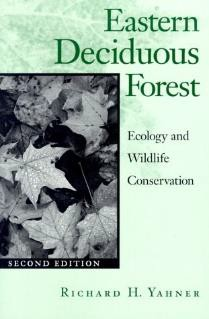 Eastern
Deciduous
Forest
Ecology and
Wildlife
Conservation
SECOND EDITION
RICHARD H. YAHNER